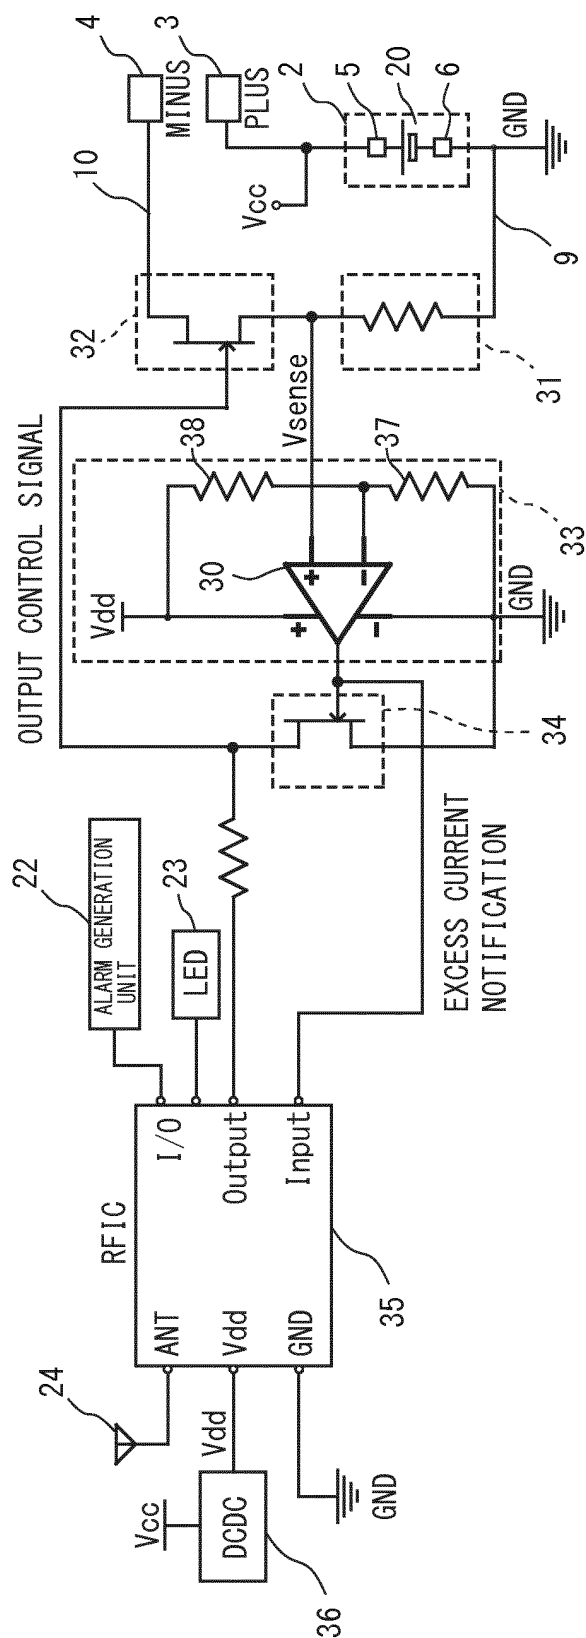 4
3
MINUS
PLUS
2
5
20
6
GND
10
Vcc
9
32
31
OUTPUT CONTROL SIGNAL
Vsense
38
37
33
30
Vdd
+
-
+
-
GND
34
22
ALARM GENERATION
UNIT
23
LED
EXCESS CURRENT
NOTIFICATION
RFIC
I/O
Output
Input
ANT
Vdd
GND
35
24
Vdd
Vcc
DCDC
GND
36